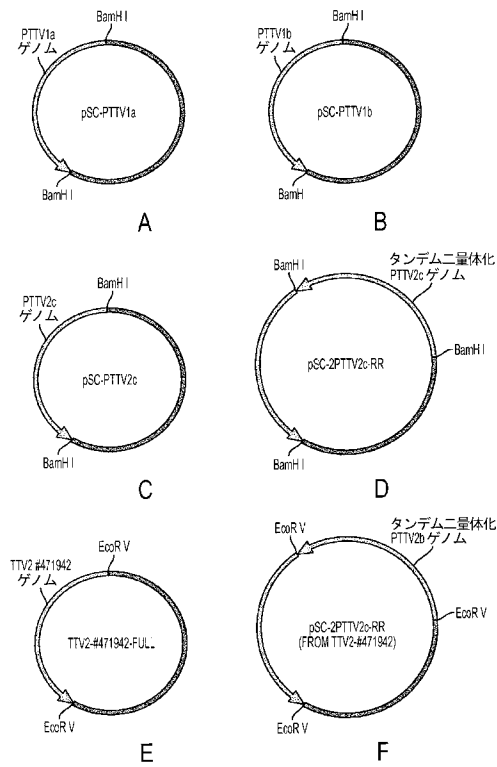 BamH I
PTTV1a
ゲノム
pSC-PTTV1a
BamH I
A
BamH I
PTTV1b
ゲノム
pSC-PTTV1b
BamH
B
BamH I
PTTV2c
ゲノム
pSC-PTTV2c
BamH I
C
BamH I
タンデム二量体化
PTTV2c ゲノム
BamH I
pSC-2PTTV2c-RR
BamH I
D
EcoR V
TTV2 #471942
ゲノム
TTV2-#471942-FULL
EcoR V
E
EcoR V
タンデム二量体化
PTTV2b ゲノム
EcoR V
pSC-2PTTV2c-RR
(FROM TTV2-#471942)
EcoR V
F